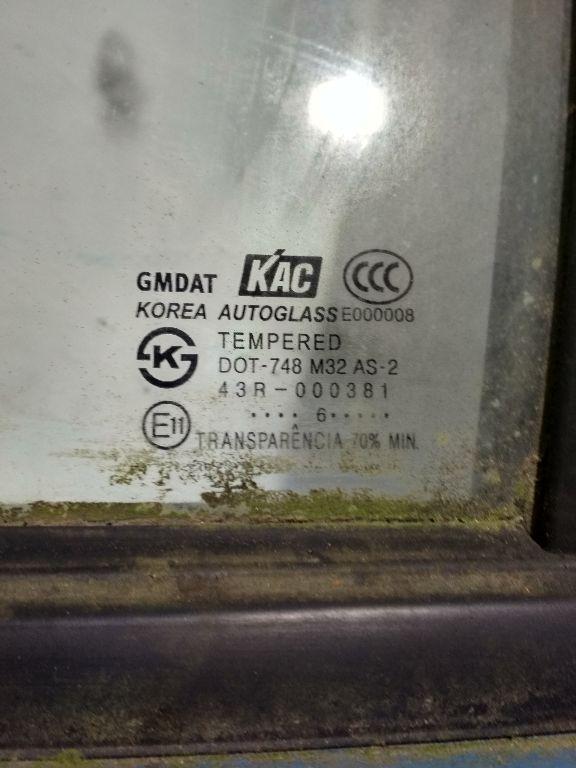 GMDAT KAC CCC
KOREA AUTOGLASS E000008
TEMPERED
DOT-748 M32 AS-2
43R-000381
.... 6.....
E11 TRANSPARÊNCIA 70% MIN.
KS